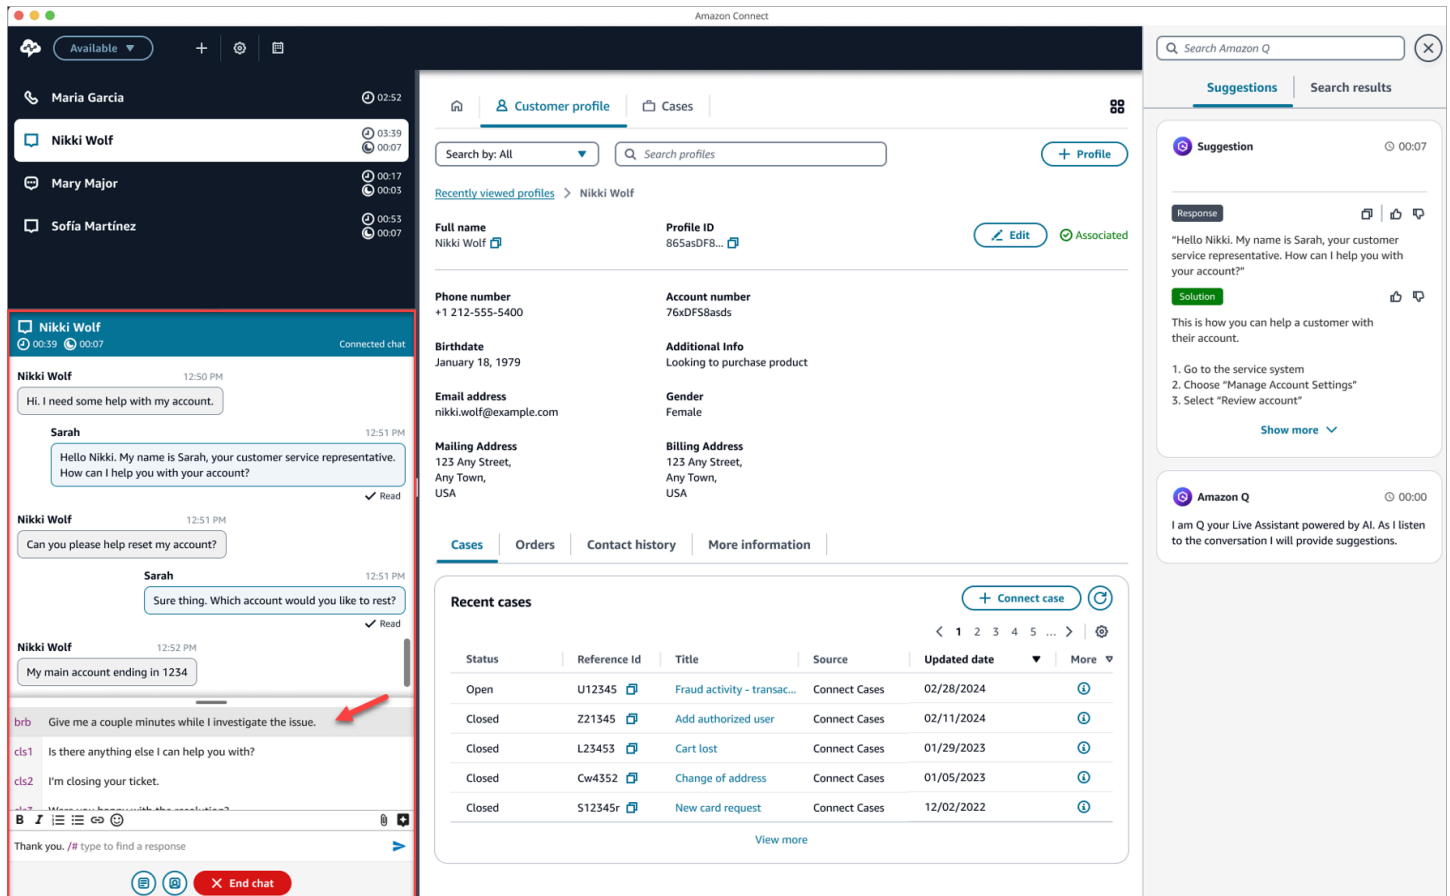 Amazon Connect
Available
Maria Garcia 02:52
Nikki Wolf 03:39
00:07
Mary Major 00:17
00:03
Sofía Martínez 00:53
00:07
Nikki Wolf
00:39 00:07 Connected chat
Nikki Wolf 12:50 PM
Hi. I need some help with my account.
Sarah 12:51 PM
Hello Nikki. My name is Sarah, your customer service representative.
How can I help you with your account?
Read
Nikki Wolf 12:51 PM
Can you please help reset my account?
Sarah 12:51 PM
Sure thing. Which account would you like to rest?
Read
Nikki Wolf 12:52 PM
My main account ending in 1234
brb Give me a couple minutes while I investigate the issue.
cls1 Is there anything else I can help you with?
cls2 I'm closing your ticket.
cls3 Were you happy with the resolution?
B I
Thank you. /# type to find a response
End chat
Customer profile Cases
Search by: All Search profiles + Profile
Recently viewed profiles > Nikki Wolf
Full name Profile ID
Nikki Wolf 865asDF8... Edit Associated
Phone number Account number
+1 212-555-5400 76xDFS8asds
Birthdate Additional Info
January 18, 1979 Looking to purchase product
Email address Gender
nikki.wolf@example.com Female
Mailing Address Billing Address
123 Any Street, 123 Any Street,
Any Town, Any Town,
USA USA
Cases Orders Contact history More information
Recent cases + Connect case
< 1 2 3 4 5 ... >
Status Reference Id Title Source Updated date More
Open U12345 Fraud activity - transac... Connect Cases 02/28/2024
Closed Z21345 Add authorized user Connect Cases 02/11/2024
Closed L23453 Cart lost Connect Cases 01/29/2023
Closed Cw4352 Change of address Connect Cases 01/05/2023
Closed S12345r New card request Connect Cases 12/02/2022
View more
Search Amazon Q
Suggestions Search results
Suggestion 00:07
Response
“Hello Nikki. My name is Sarah, your customer
service representative. How can I help you with
your account?”
Solution
This is how you can help a customer with
their account.
1. Go to the service system
2. Choose “Manage Account Settings”
3. Select “Review account”
Show more
Amazon Q 00:00
I am Q your Live Assistant powered by AI. As I listen
to the conversation I will provide suggestions.